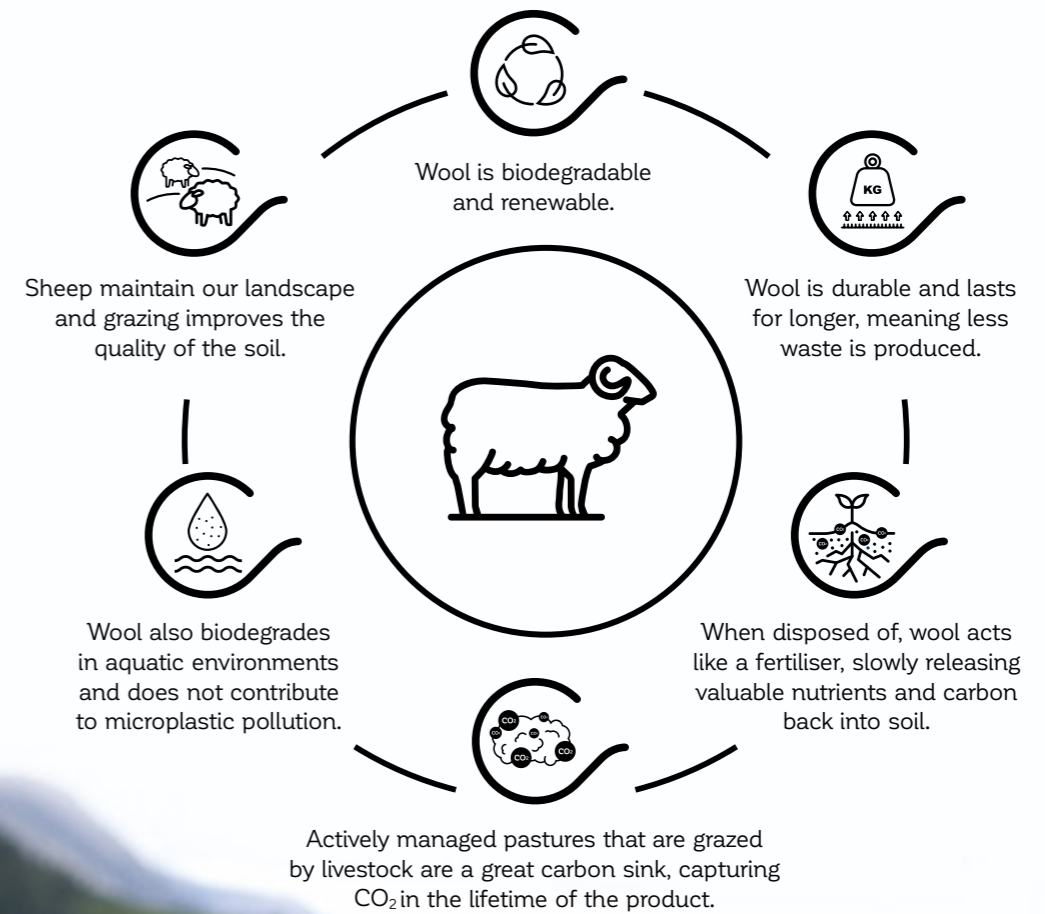 Wool is biodegradable
and renewable.
KG
Wool is durable and lasts
for longer, meaning less
waste is produced.
When disposed of, wool acts
like a fertiliser, slowly releasing
valuable nutrients and carbon
back into soil.
CO₂
CO₂
CO₂
Actively managed pastures that are grazed
by livestock are a great carbon sink, capturing
CO₂ in the lifetime of the product.
Wool also biodegrades
in aquatic environments
and does not contribute
to microplastic pollution.
Sheep maintain our landscape
and grazing improves the
quality of the soil.